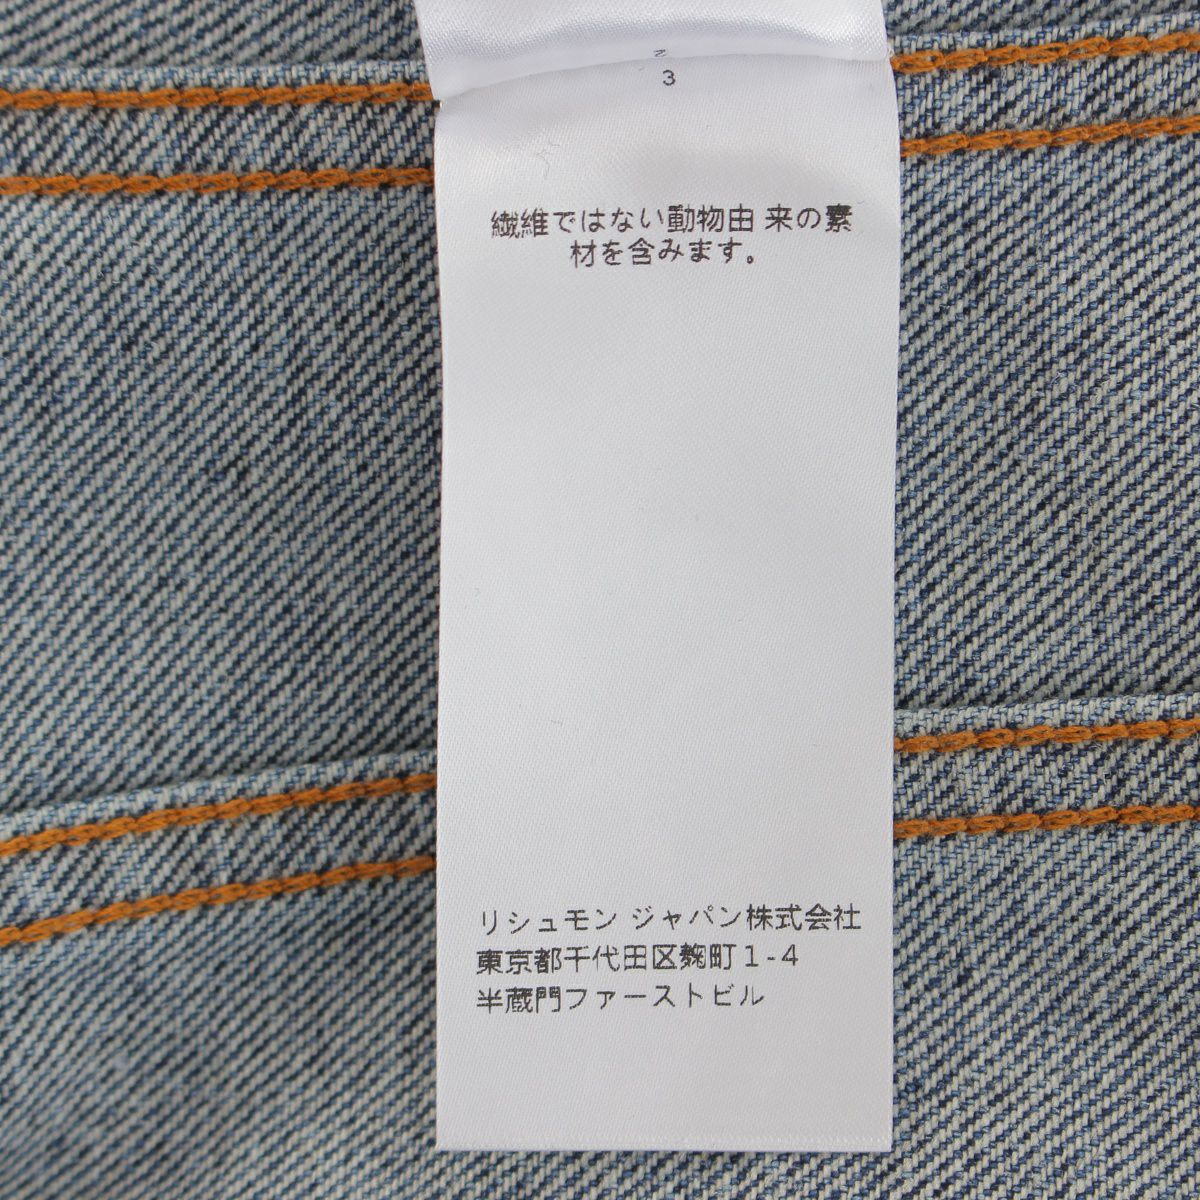 3
繊維ではない動物由 来の素
材を含みます。
リシュモン ジャパン株式会社
東京都千代田区麴町1-4
半蔵門ファーストビル